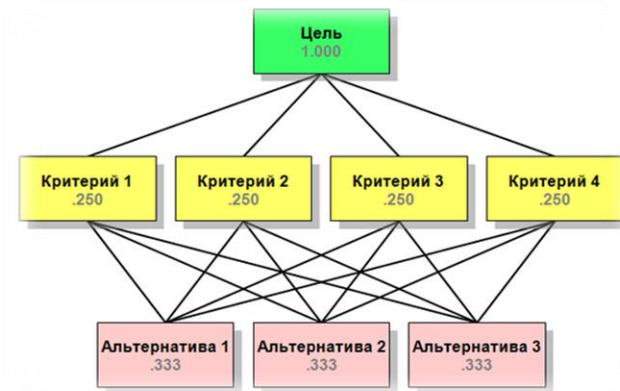 Цель
1.000
Критерий 1
.250
Критерий 2
.250
Критерий 3
.250
Критерий 4
.250
Альтернатива 1
.333
Альтернатива 2
.333
Альтернатива 3
.333